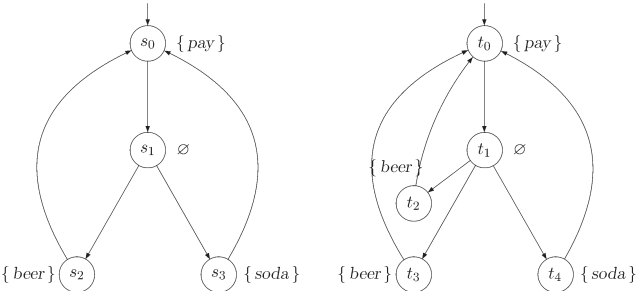 s0 { pay } t0 { pay }
s1 ∅ t1 ∅
{ beer }
t2
{ beer } s2 s3 { soda } { beer } t3 t4 { soda }